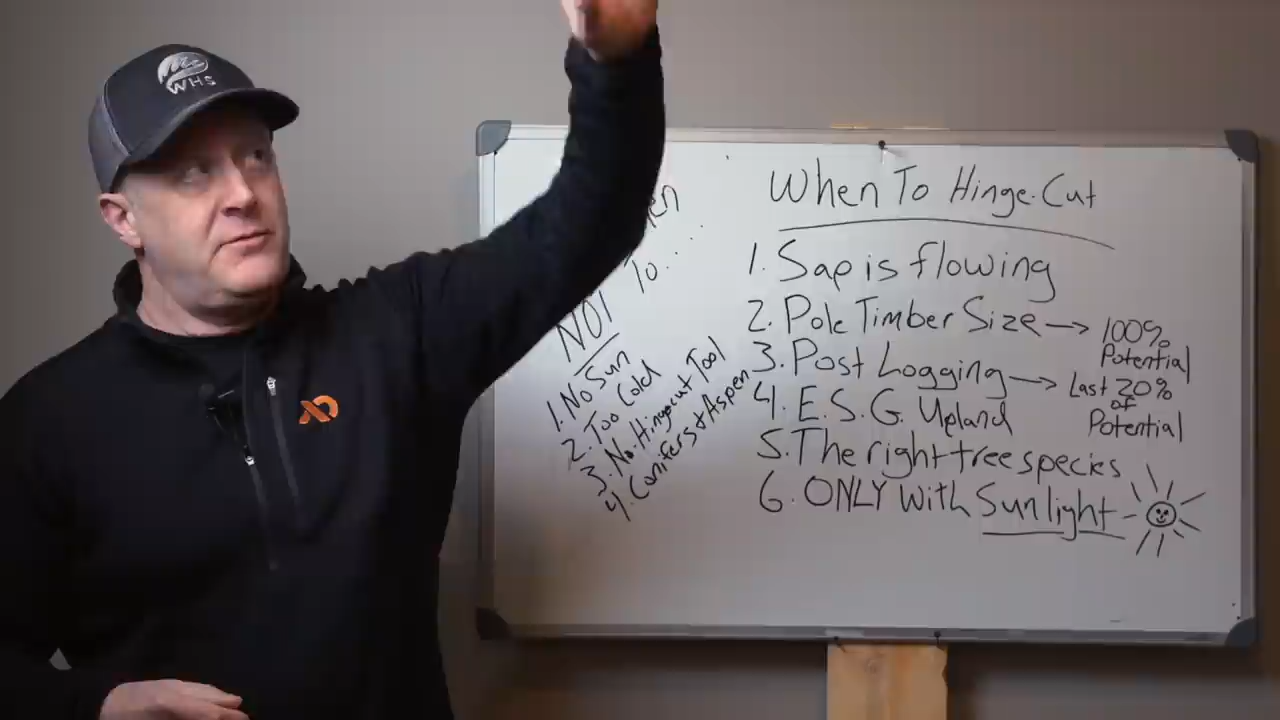 WHS
NOT To....
1. No Sun
2. Too Cold
3. No Hingecut Tool
4. Conifers & Aspen
When To Hinge-Cut
1. Sap is flowing
2. Pole Timber Size → 100% Potential
3. Post Logging → Last 20% of Potential
4. E.S.G. Upland
5. The right tree species
6. ONLY With Sunlight